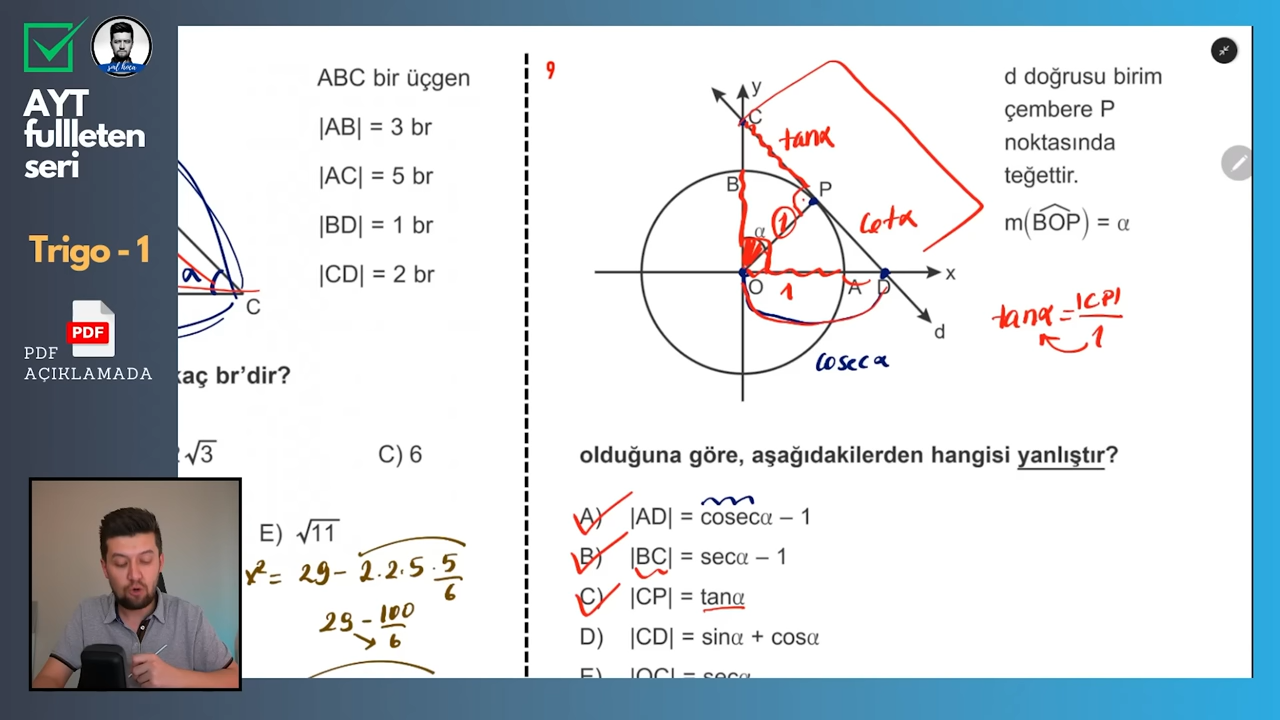 AYT
fullleten
seri
Trigo - 1
PDF
PDF
AÇIKLAMADA
ABC bir üçgen
|AB| = 3 br
|AC| = 5 br
|BD| = 1 br
|CD| = 2 br
a
C
kaç br'dir?
√3
C) 6
E) √11
x² = 29 - 2.2.5.5/6
29 - 100/6
9
y
C
tanα
B
P
1
α
cotα
O
1
A
D
x
d
cosecα
d doğrusu birim
çembere P
noktasında
teğettir.
m(BOP) = α
tanα = |CP|/1
olduğuna göre, aşağıdakilerden hangisi yanlıştır?
A) |AD| = cosecα – 1
B) |BC| = secα – 1
C) |CP| = tanα
D) |CD| = sinα + cosα
E) |OC| = secα